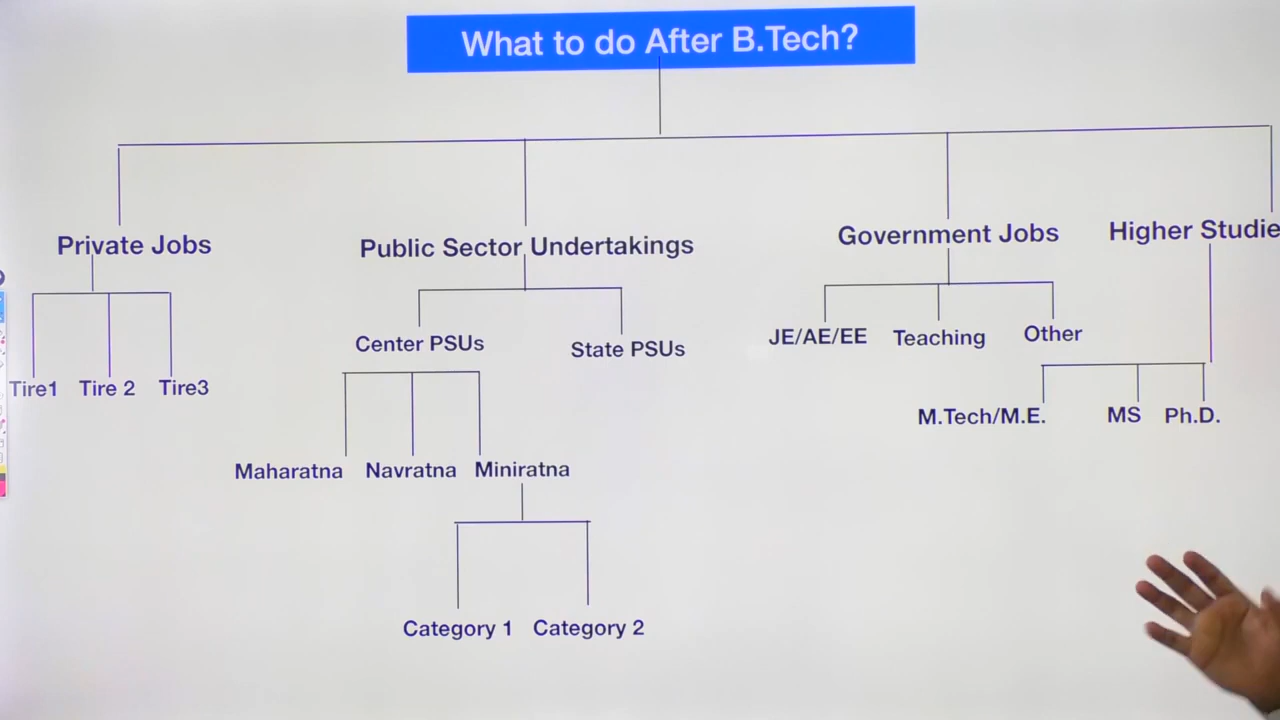 What to do After B.Tech?
Private Jobs
Public Sector Undertakings
Government Jobs
Higher Studie
Center PSUs
State PSUs
JE/AE/EE
Teaching
Other
Tire1
Tire 2
Tire3
M.Tech/M.E.
MS
Ph.D.
Maharatna
Navratna
Miniratna
Category 1
Category 2